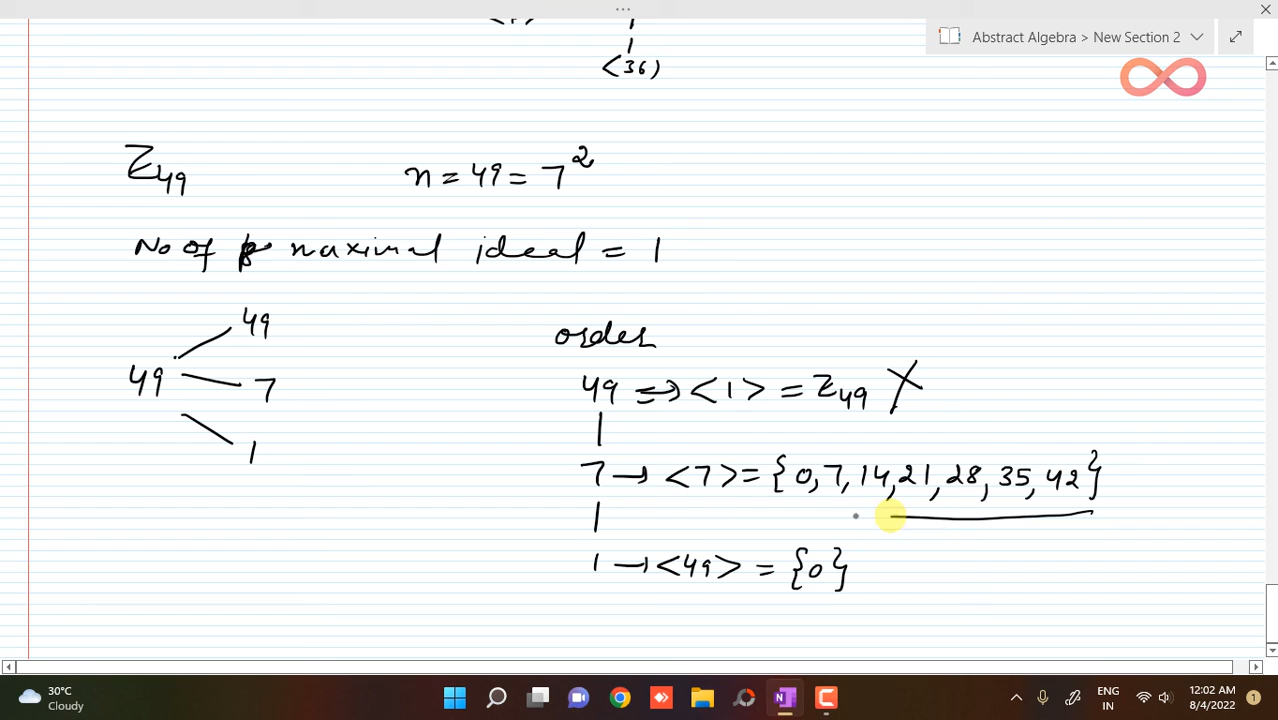 ...
Abstract Algebra > New Section 2
<36)
Z49 n = 49 = 7²
No of maximal ideal = 1
49
49
7
1
order
49 => <1> = Z49 X
7 → <7> = {0, 7, 14, 21, 28, 35, 42}
1 → <49> = {0}
30°C
Cloudy
ENG
IN
12:02 AM
8/4/2022
1